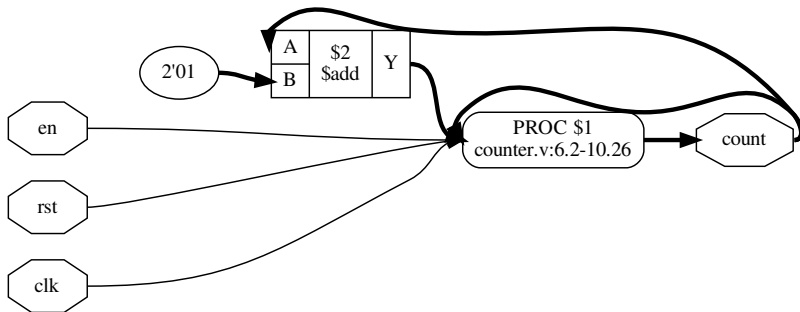 A
$2
$add
Y
B
2'01
en
PROC $1
counter.v:6.2-10.26
count
rst
clk